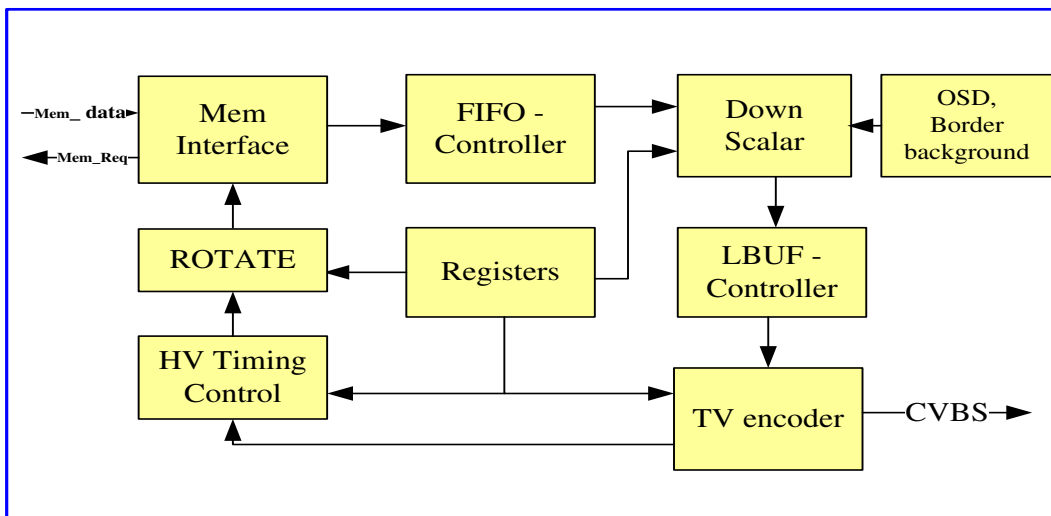 Mem_ data
Mem_Req
Mem
Interface
FIFO -
Controller
Down
Scalar
OSD,
Border
background
ROTATE
Registers
LBUF -
Controller
HV Timing
Control
TV encoder
CVBS